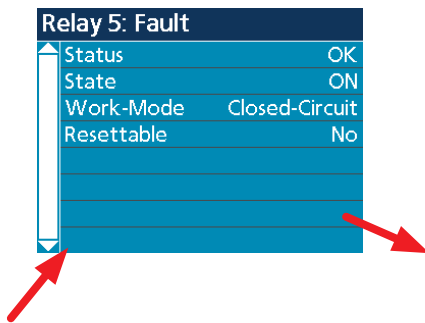 Relay 5: Fault
Status OK
State ON
Work-Mode Closed-Circuit
Resettable No